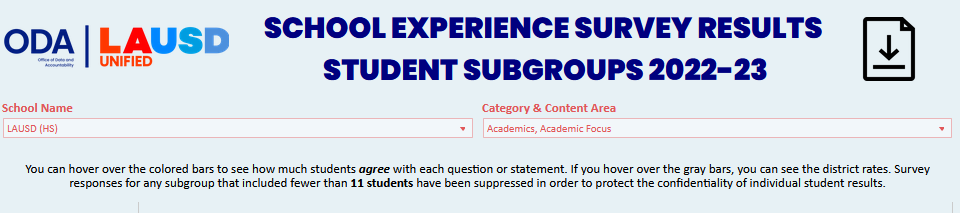 ODA
Office of Data and
Accountability
LAUSD
UNIFIED
SCHOOL EXPERIENCE SURVEY RESULTS
STUDENT SUBGROUPS 2022-23
School Name
LAUSD (HS)
Category & Content Area
Academics, Academic Focus
You can hover over the colored bars to see how much students agree with each question or statement. If you hover over the gray bars, you can see the district rates. Survey
responses for any subgroup that included fewer than 11 students have been suppressed in order to protect the confidentiality of individual student results.